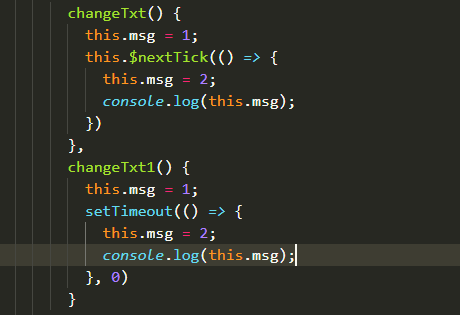 changeTxt() {
this.msg = 1;
this.$nextTick(() => {
this.msg = 2;
console.log(this.msg);
})
},
changeTxt1() {
this.msg = 1;
setTimeout(() => {
this.msg = 2;
console.log(this.msg);
}, 0)
}